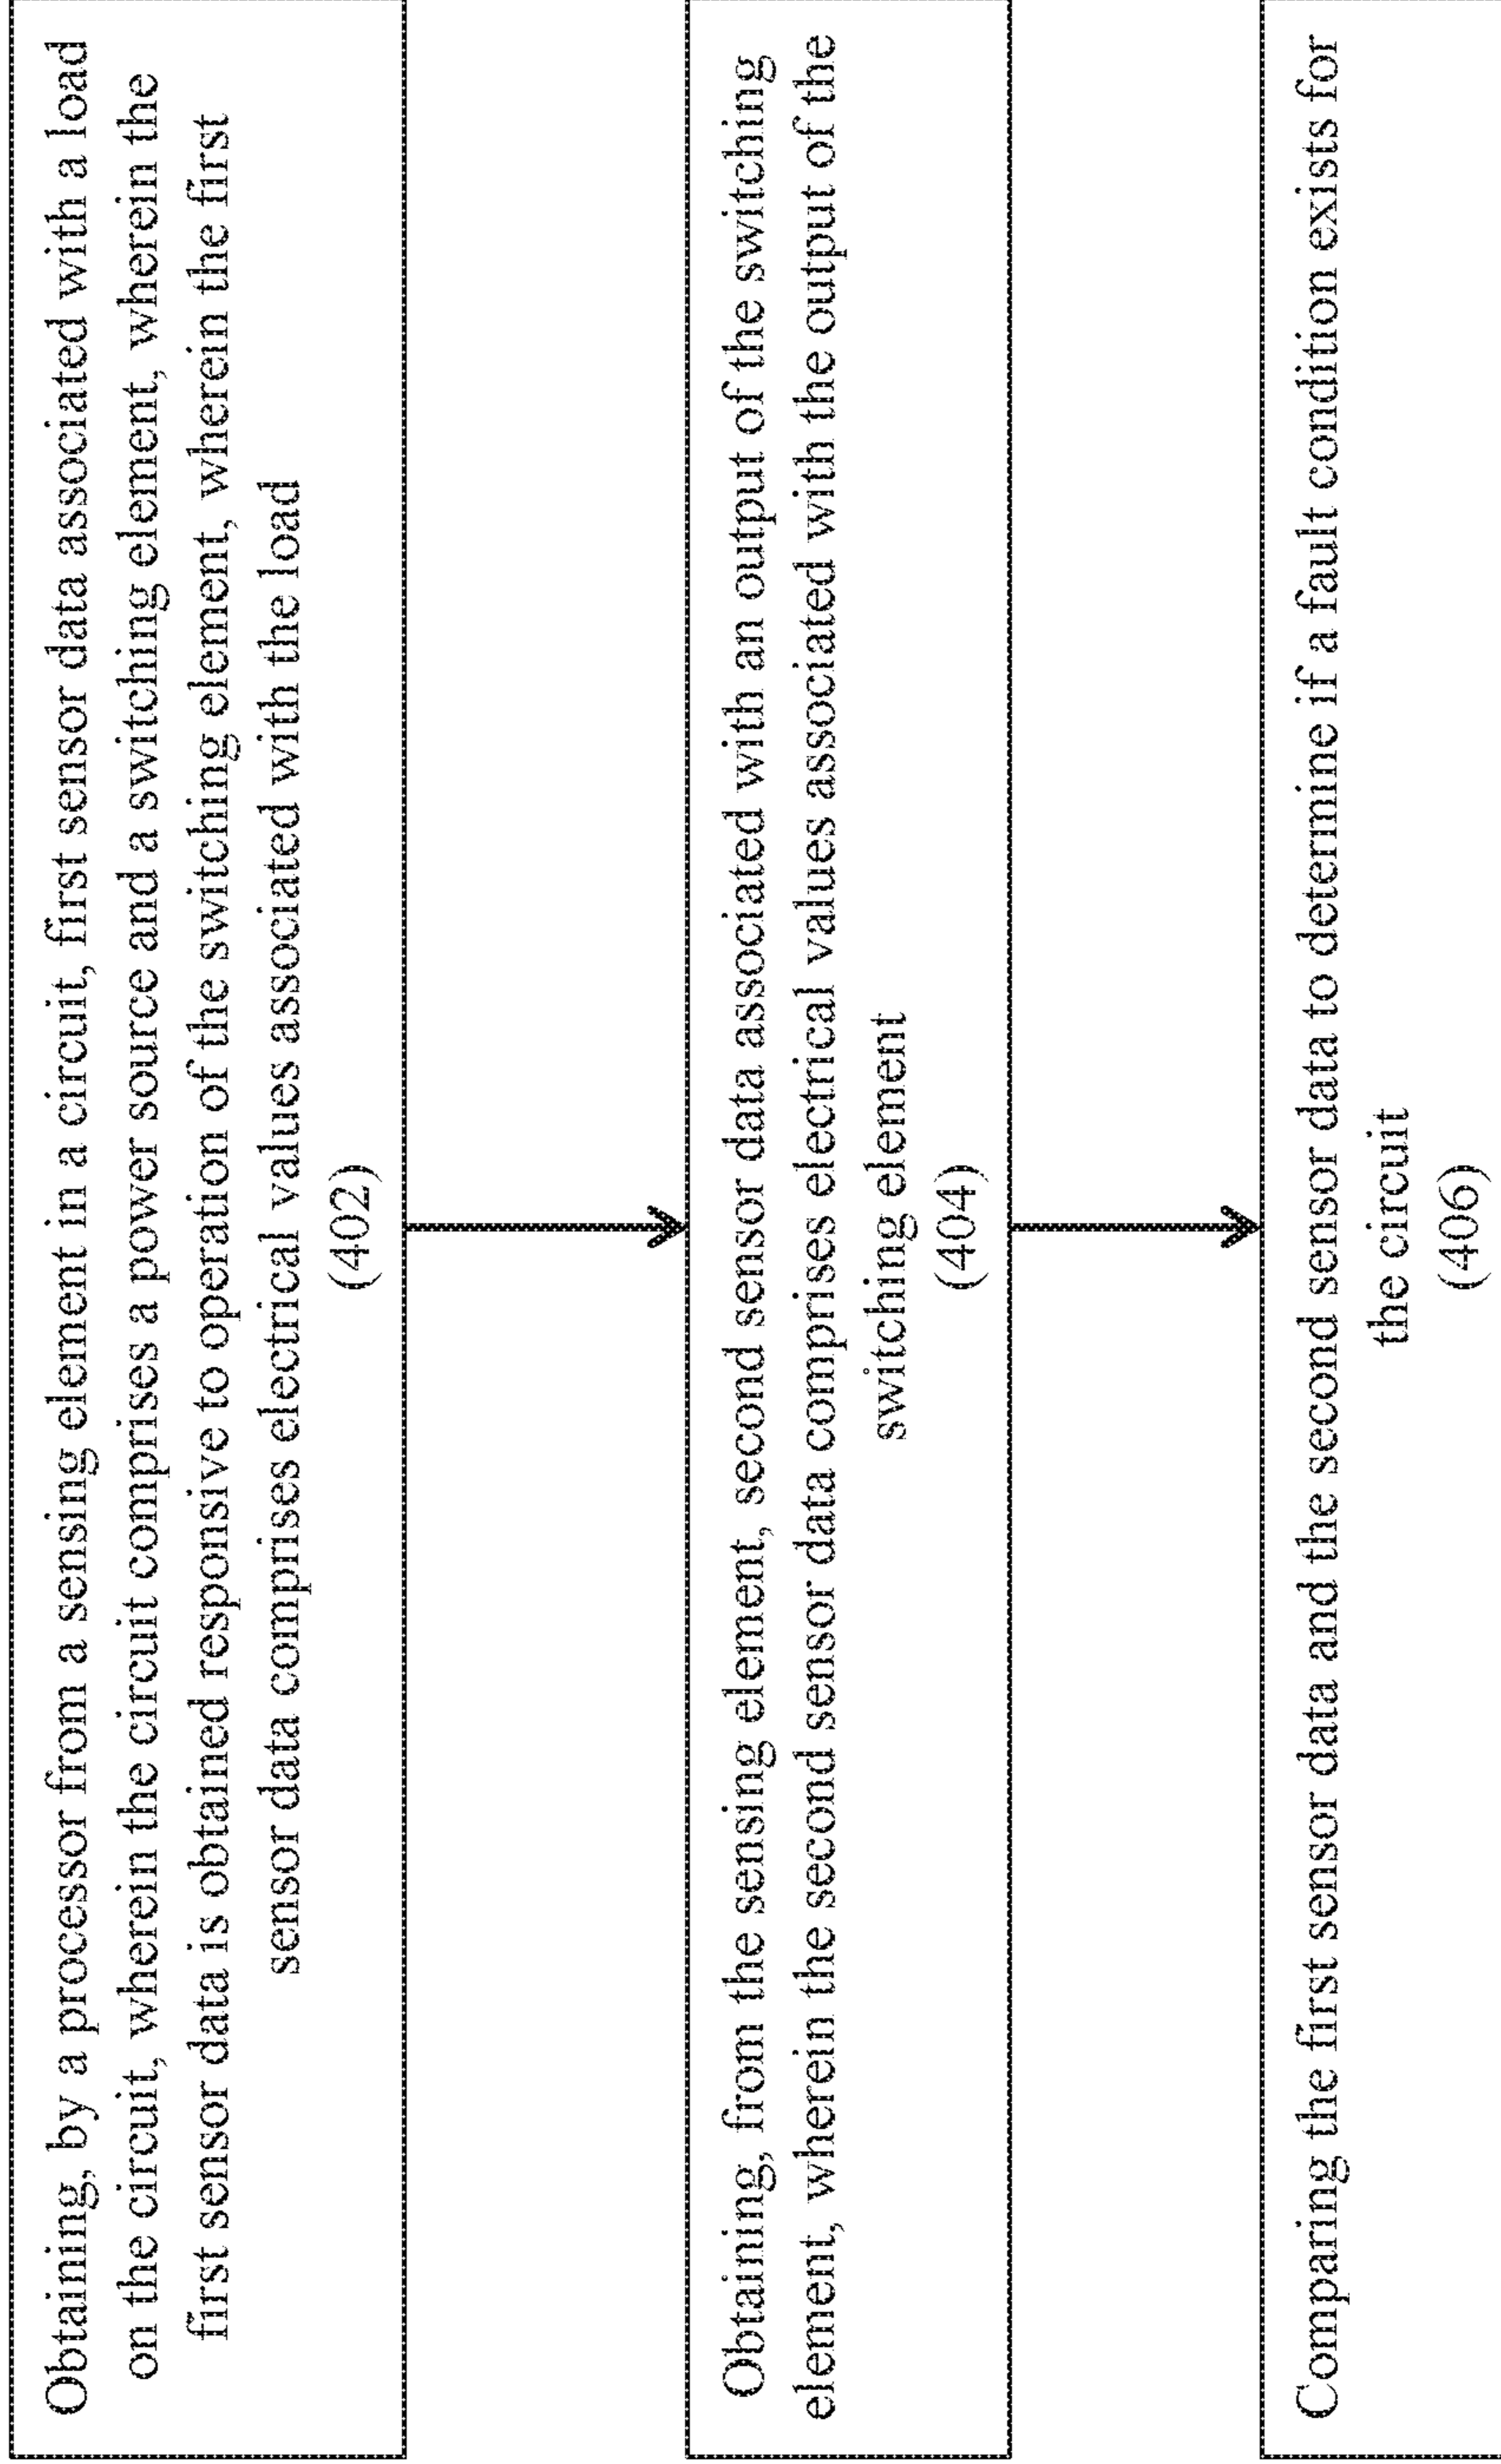 Obtaining, by a processor from a sensing element in a circuit, first sensor data associated with a load
on the circuit, wherein the circuit comprises a power source and a switching element, wherein the
first sensor data is obtained responsive to operation of the switching element, wherein the first
sensor data comprises electrical values associated with the load
(402)
Obtaining, from the sensing element, second sensor data associated with an output of the switching
element, wherein the second sensor data comprises electrical values associated with the output of the
switching element
(404)
Comparing the first sensor data and the second sensor data to determine if a fault condition exists for
the circuit
(406)